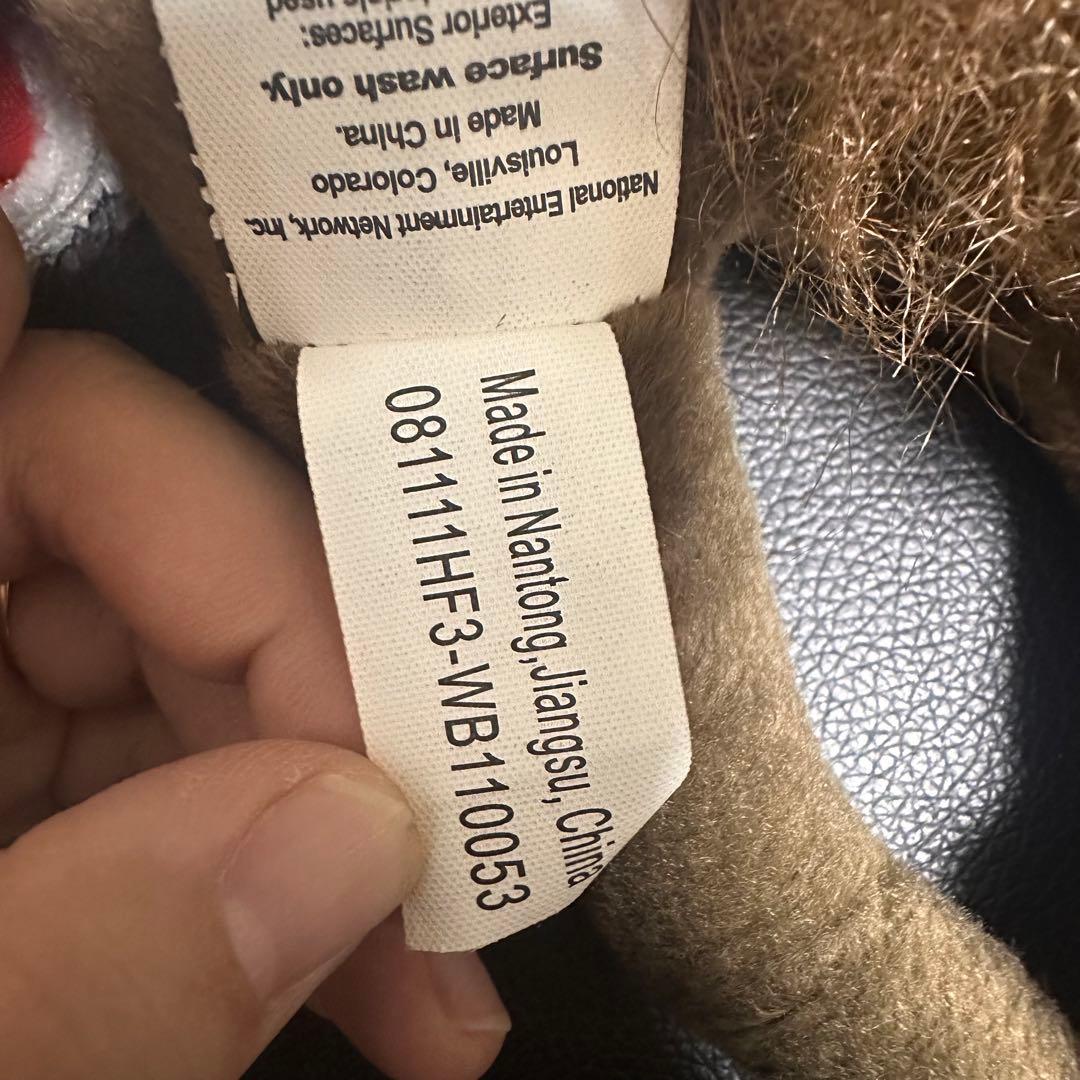 National Entertainment Network, Inc.
Louisville, Colorado
Made in China.
Surface wash only.
Exterior Surfaces:
used
Made in Nantong,Jiangsu, China
081111HF3-WB110053